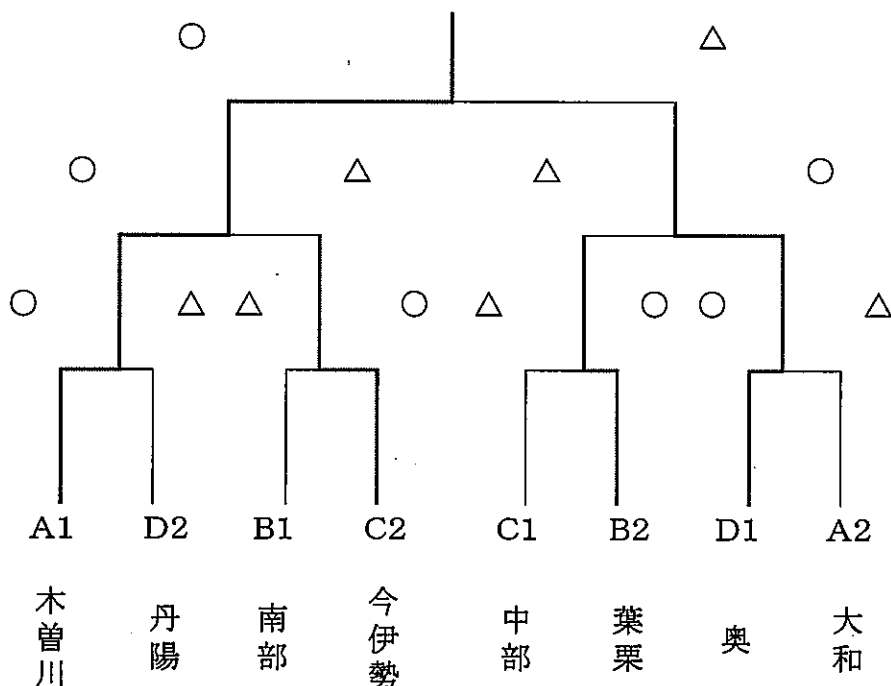 ○ △
○ △ △ ○
○ △ △ ○ △ ○ ○ △
A1 D2 B1 C2 C1 B2 D1 A2
木曽川 丹陽 南部 今伊勢 中部 葉栗 奥 大和